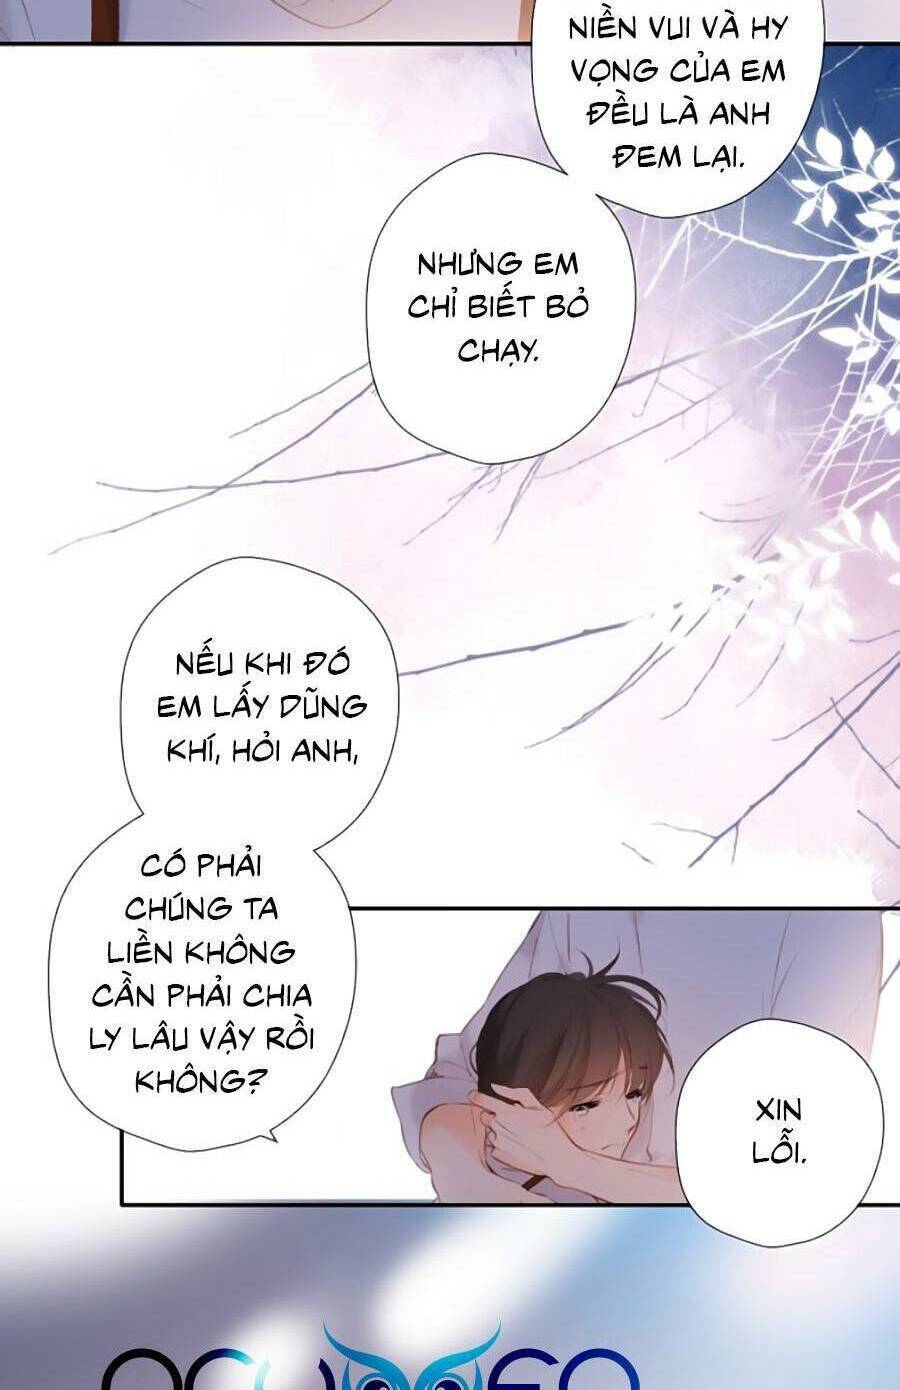 NIỀN VUI VÀ HY
VỌNG CỦA EM
ĐỀU LÀ ANH
ĐEM LẠI.
NHƯNG EM
CHỈ BIẾT BỎ
CHẠY.
NẾU KHI ĐÓ
EM LẤY DŨNG
KHÍ, HỎI ANH,
CÓ PHẢI
CHÚNG TA
LIỀN KHÔNG
CẦN PHẢI CHIA
LY LÂU VẬY RỒI
KHÔNG?
XIN
LỖI.